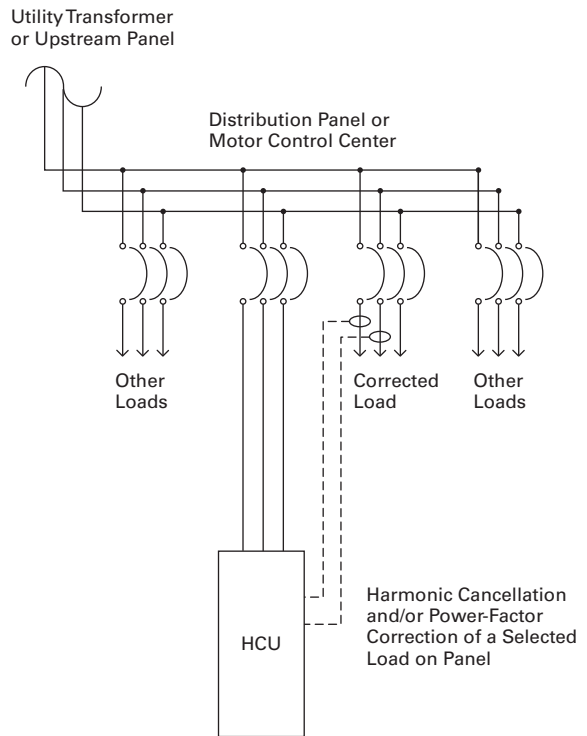 Utility Transformer
or Upstream Panel
Distribution Panel or
Motor Control Center
Other
Loads
Corrected
Load
Other
Loads
HCU
Harmonic Cancellation
and/or Power-Factor
Correction of a Selected
Load on Panel